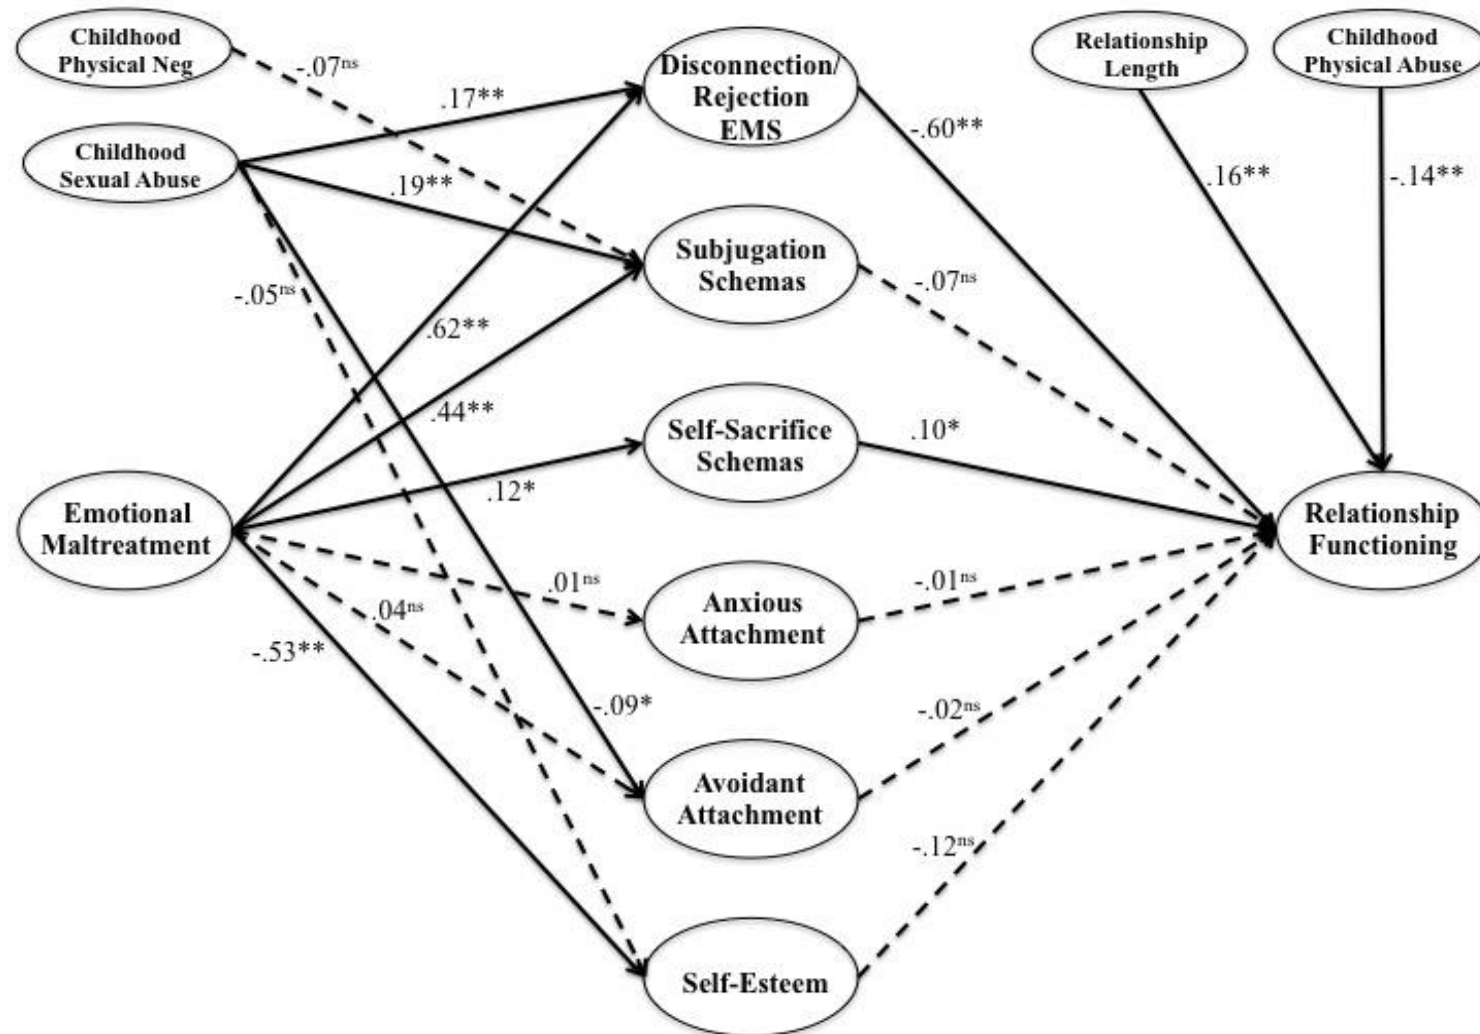 Childhood
Physical Neg
Childhood
Sexual Abuse
Emotional
Maltreatment
-.07ns
.17**
.19**
-.05ns
.62**
.44**
.12*
.01ns
.04ns
-.53**
-.09*
Disconnection/
Rejection
EMS
Subjugation
Schemas
Self-Sacrifice
Schemas
Anxious
Attachment
Avoidant
Attachment
Self-Esteem
-.60**
-.07ns
.10*
-.01ns
-.02ns
-.12ns
Relationship
Length
Childhood
Physical Abuse
.16**
-.14**
Relationship
Functioning